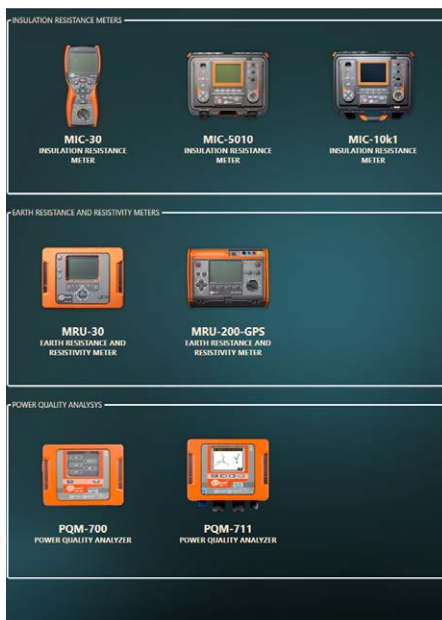 INSULATION RESISTANCE METERS
MIC-30 MIC-5010 MIC-10k1
INSULATION RESISTANCE INSULATION RESISTANCE INSULATION RESISTANCE
METER METER METER
EARTH RESISTANCE AND RESISTIVITY METERS
MRU-30 MRU-200-GPS
EARTH RESISTANCE AND EARTH RESISTANCE AND
RESISTIVITY METER RESISTIVITY METER
POWER QUALITY ANALYSYS
PQM-700 PQM-711
POWER QUALITY ANALYZER POWER QUALITY ANALYZER